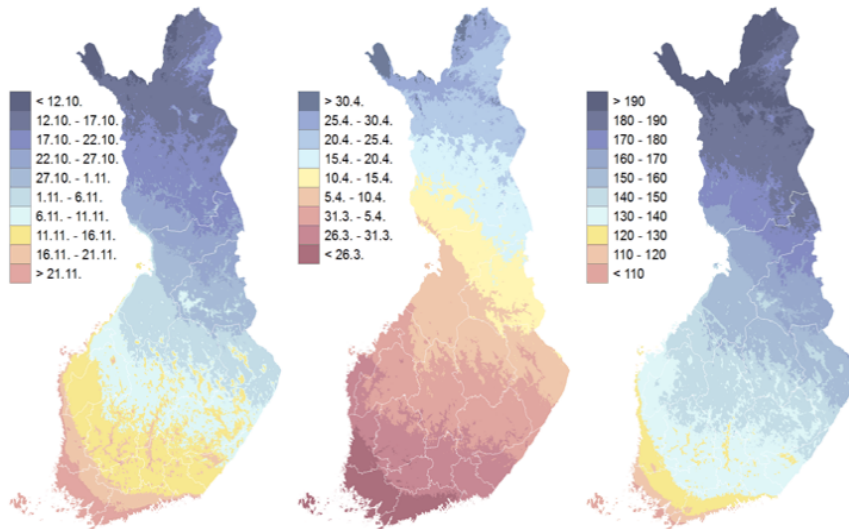 < 12.10.
12.10. - 17.10.
17.10. - 22.10.
22.10. - 27.10.
27.10. - 1.11.
1.11. - 6.11.
6.11. - 11.11.
11.11. - 16.11.
16.11. - 21.11.
> 21.11.
> 30.4.
25.4. - 30.4.
20.4. - 25.4.
15.4. - 20.4.
10.4. - 15.4.
5.4. - 10.4.
31.3. - 5.4.
26.3. - 31.3.
< 26.3.
> 190
180 - 190
170 - 180
160 - 170
150 - 160
140 - 150
130 - 140
120 - 130
110 - 120
< 110